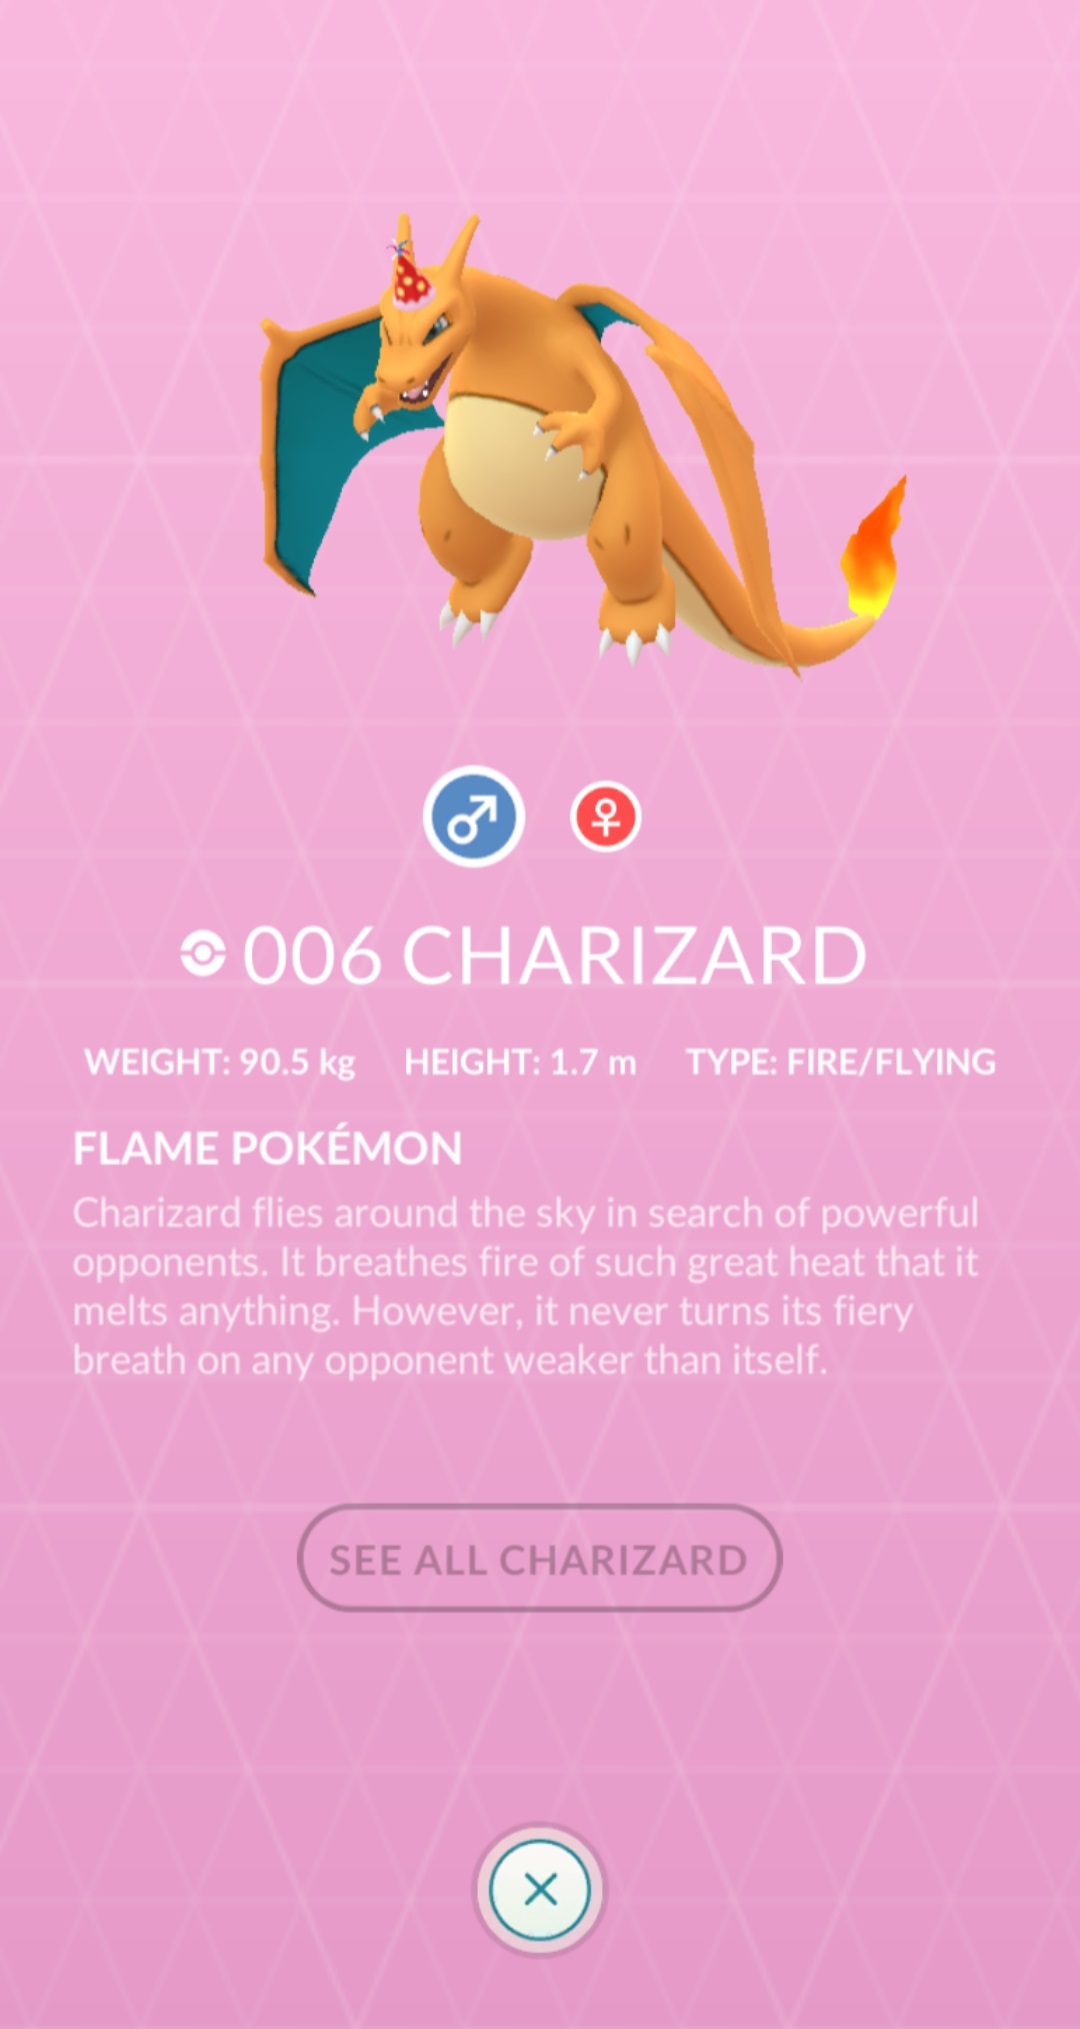 006 CHARIZARD
WEIGHT: 90.5 kg HEIGHT: 1.7 m TYPE: FIRE/FLYING
FLAME POKÉMON
Charizard flies around the sky in search of powerful
opponents. It breathes fire of such great heat that it
melts anything. However, it never turns its fiery
breath on any opponent weaker than itself.
SEE ALL CHARIZARD